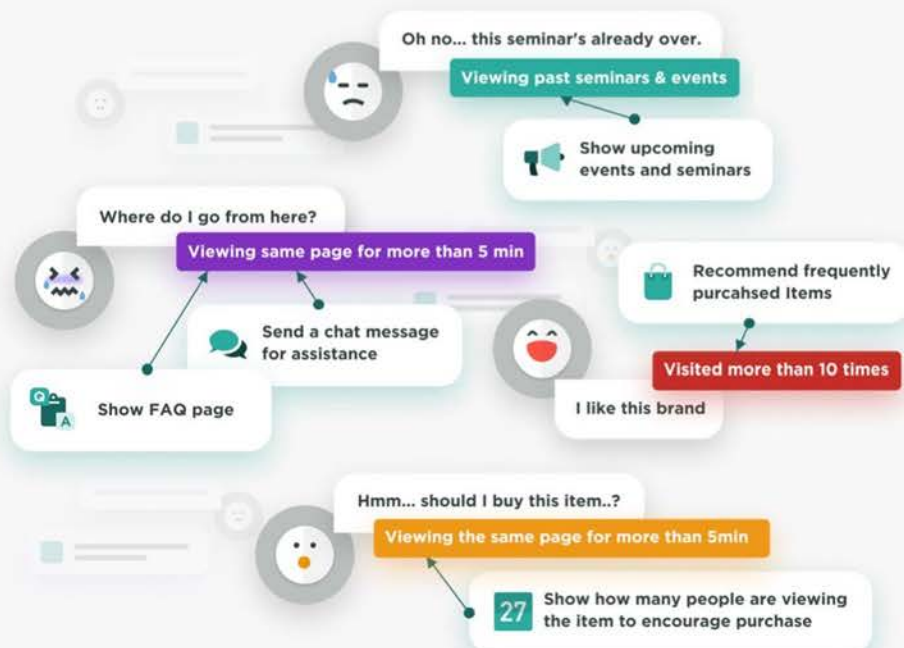 Oh no... this seminar's already over.
Viewing past seminars & events
Show upcoming
events and seminars
Where do I go from here?
Viewing same page for more than 5 min
Send a chat message
for assistance
Q
A
Show FAQ page
Recommend frequently
purcahsed Items
Visited more than 10 times
I like this brand
Hmm... should I buy this item..?
Viewing the same page for more than 5min
27
Show how many people are viewing
the item to encourage purchase